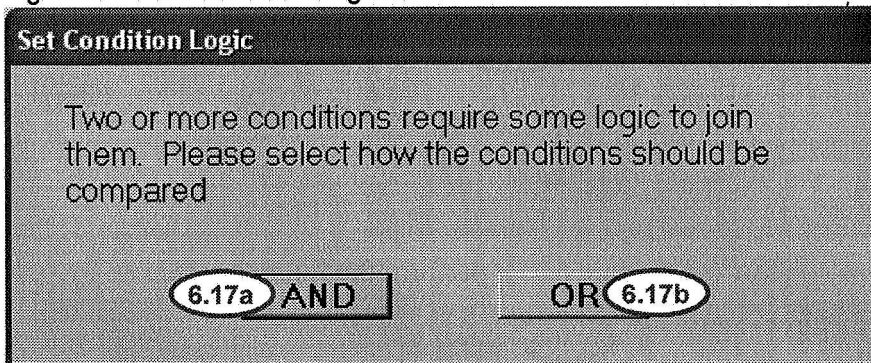 Set Condition Logic
Two or more conditions require some logic to join
them. Please select how the conditions should be
compared
6.17a AND OR 6.17b